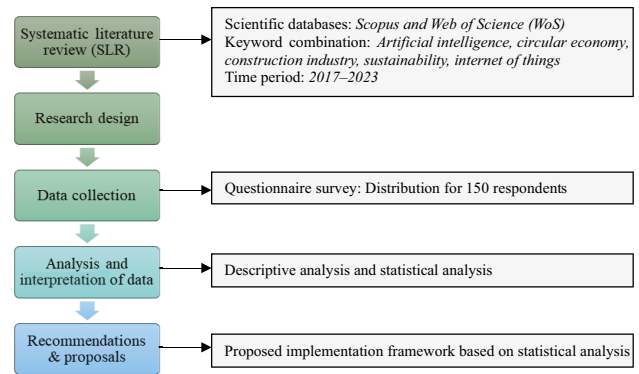 Systematic literature
review (SLR)
Scientific databases: Scopus and Web of Science (WoS)
Keyword combination: Artificial intelligence, circular economy,
construction industry, sustainability, internet of things
Time period: 2017–2023
Research design
Data collection
Questionnaire survey: Distribution for 150 respondents
Analysis and
interpretation of data
Descriptive analysis and statistical analysis
Recommendations
& proposals
Proposed implementation framework based on statistical analysis